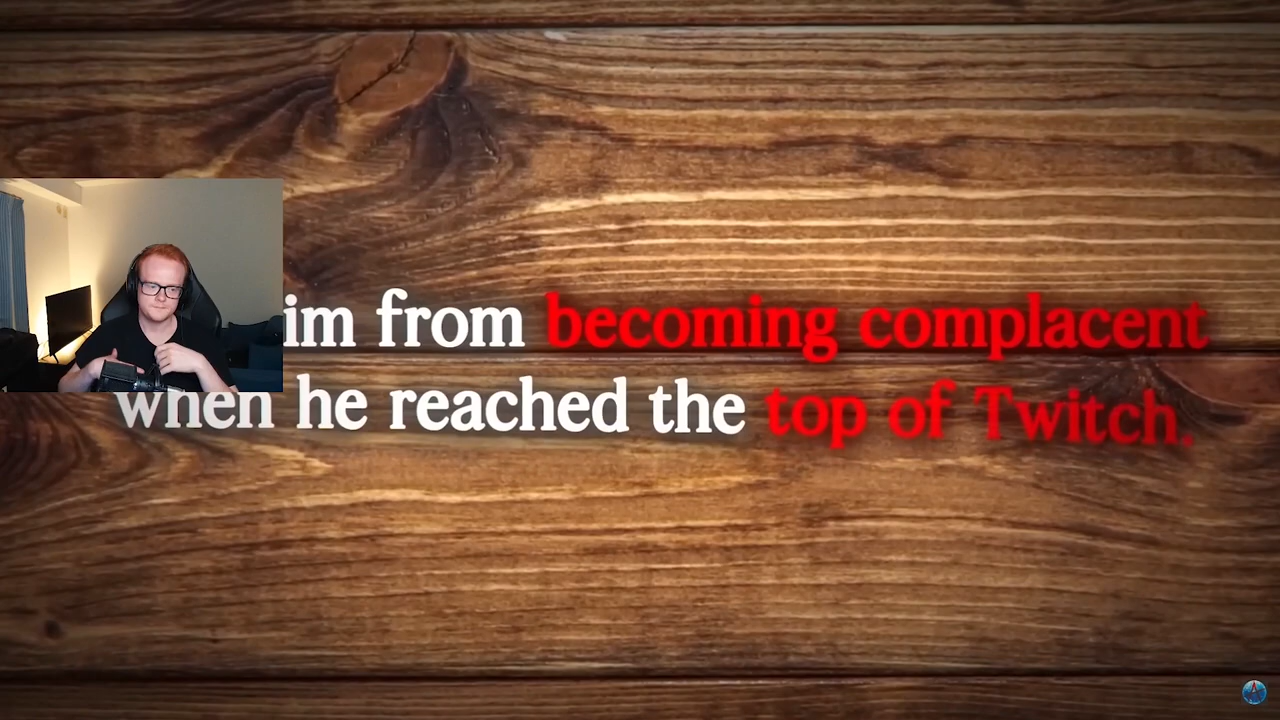 im from becoming complacent
when he reached the top of Twitch.